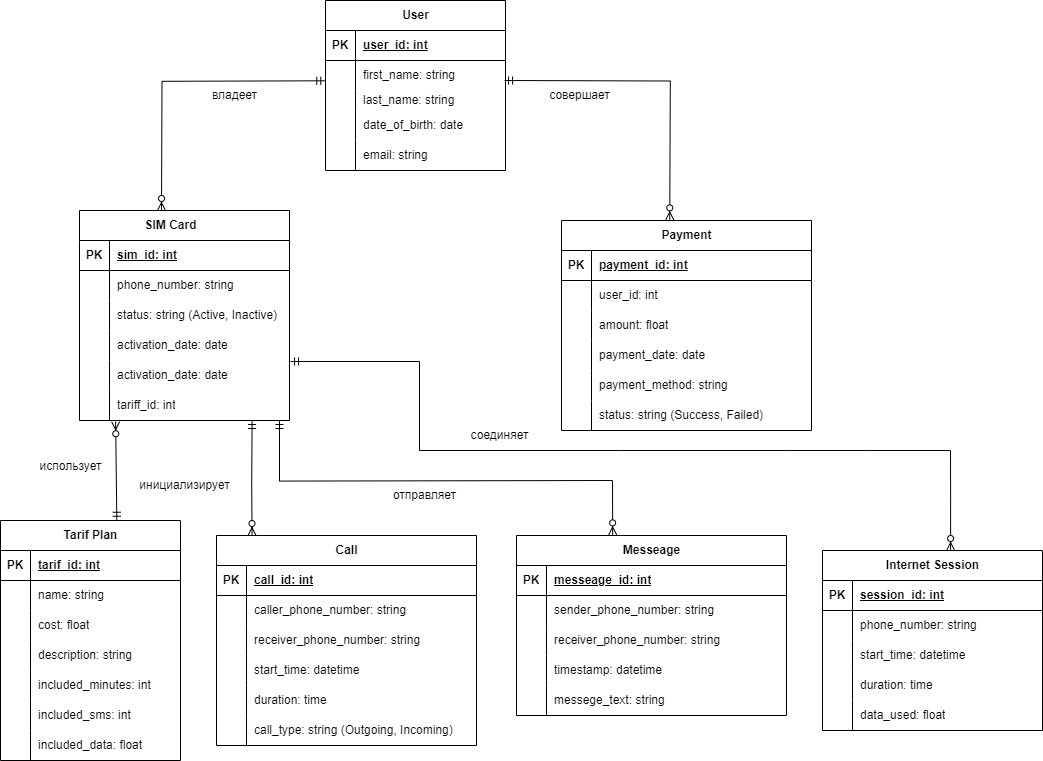 User
PK user_id: int
first_name: string
last_name: string
date_of_birth: date
email: string
владеет
совершает
SIM Card
PK sim_id: int
phone_number: string
status: string (Active, Inactive)
activation_date: date
activation_date: date
tariff_id: int
Payment
PK payment_id: int
user_id: int
amount: float
payment_date: date
payment_method: string
status: string (Success, Failed)
соединяет
использует
инициализирует
отправляет
Tarif Plan
PK tarif_id: int
name: string
cost: float
description: string
included_minutes: int
included_sms: int
included_data: float
Call
PK call_id: int
caller_phone_number: string
receiver_phone_number: string
start_time: datetime
duration: time
call_type: string (Outgoing, Incoming)
Messeage
PK messeage_id: int
sender_phone_number: string
receiver_phone_number: string
timestamp: datetime
messege_text: string
Internet Session
PK session_id: int
phone_number: string
start_time: datetime
duration: time
data_used: float